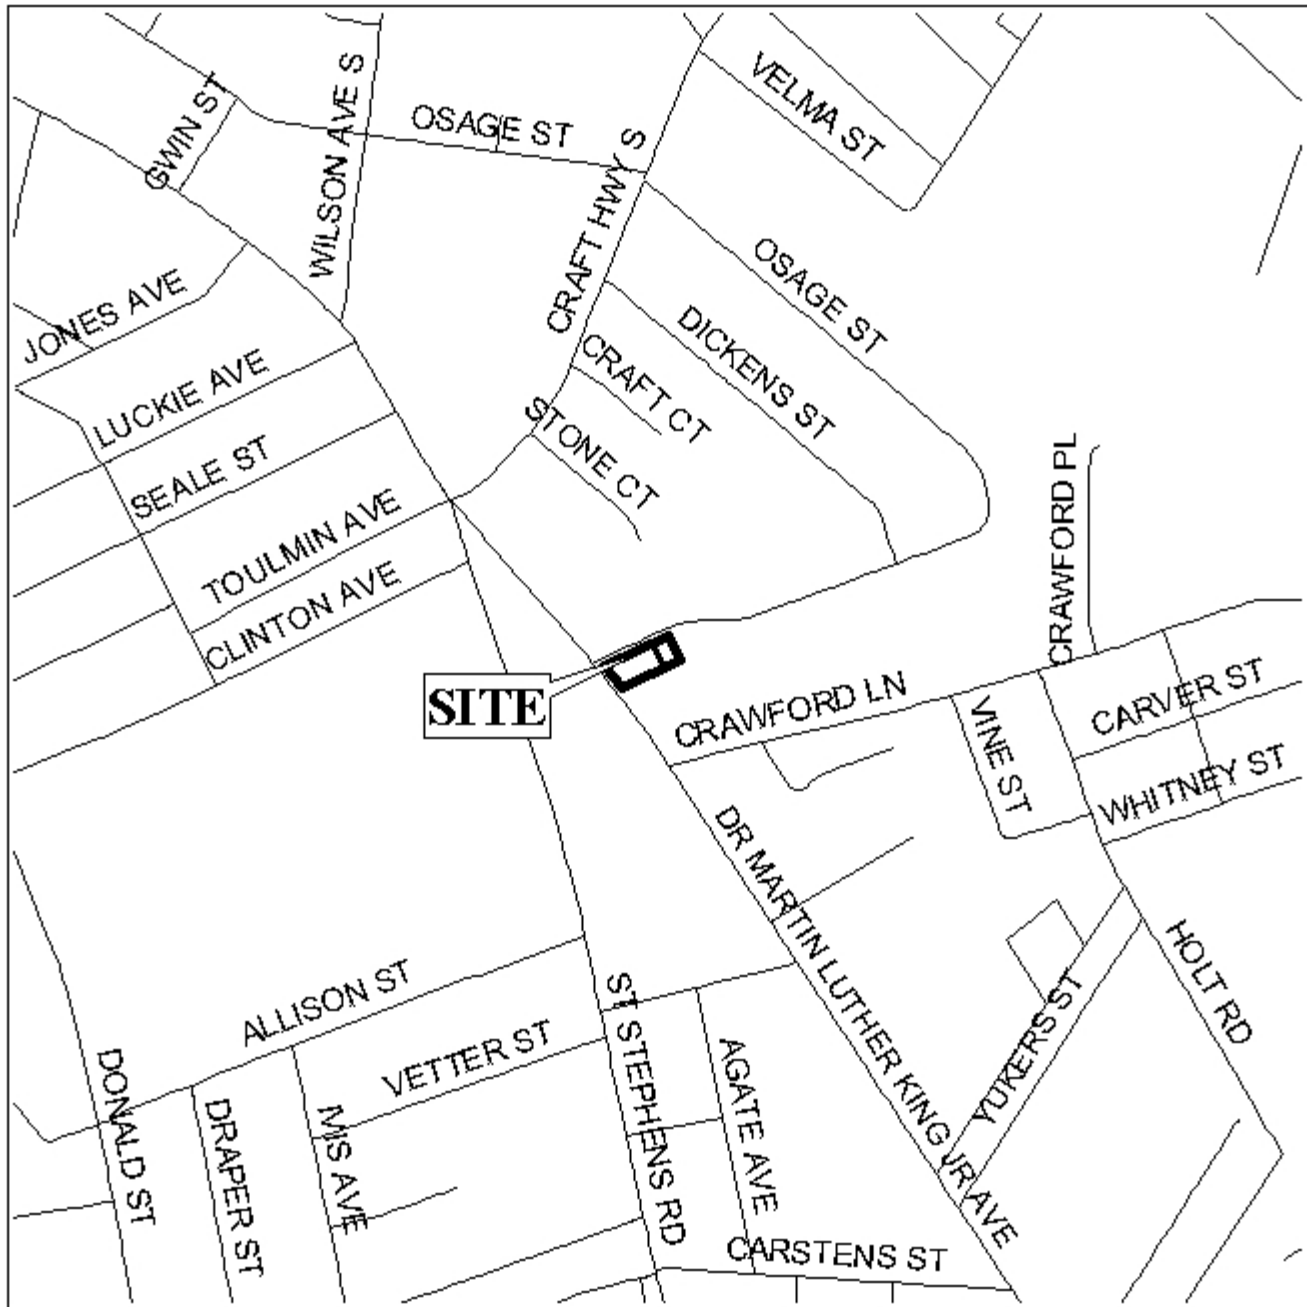 GWIN ST
WILSON AVE S
OSAGE ST
VELMA ST
CRAFT HWY S
JONES AVE
OSAGE ST
DICKENS ST
LUCKIE AVE
CRAFT CT
SEALE ST
STONE CT
TOULMIN AVE
CLINTON AVE
CRAWFORD PL
SITE
CRAWFORD LN
VINE ST
CARVER ST
WHITNEY ST
DR MARTIN LUTHER KING JR AVE
HOLT RD
ALLISON ST
ST STEPHENS RD
YUKERS ST
VETTER ST
AGATE AVE
DONALD ST
DRAPER ST
IVIS AVE
CARSTENS ST